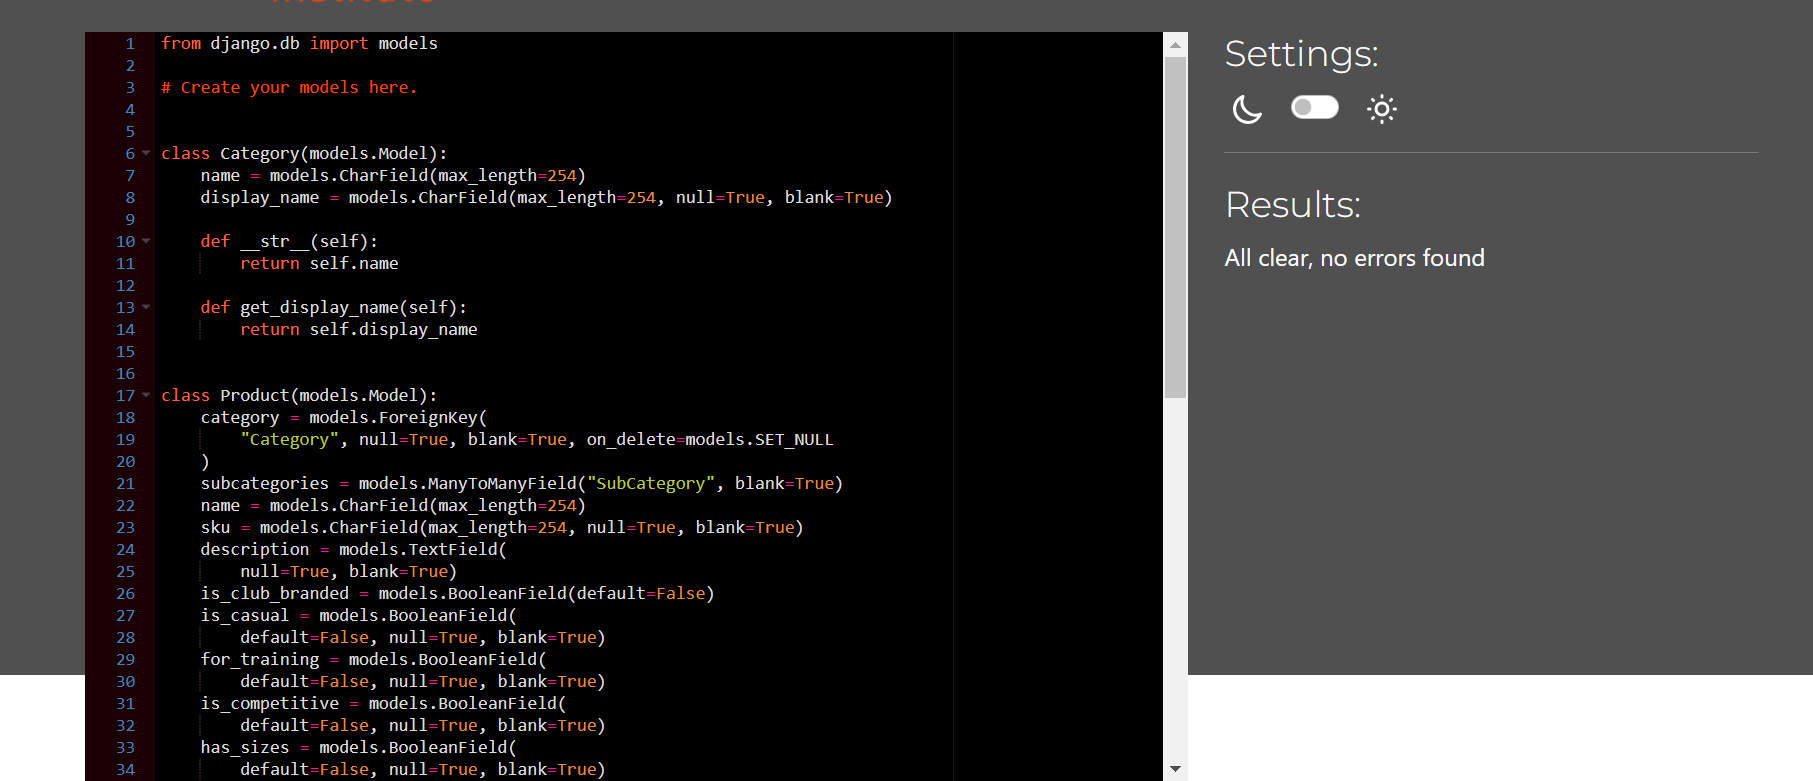 1 from django.db import models
2
3 # Create your models here.
4
5
6 class Category(models.Model):
7     name = models.CharField(max_length=254)
8     display_name = models.CharField(max_length=254, null=True, blank=True)
9
10     def __str__(self):
11         return self.name
12
13     def get_display_name(self):
14         return self.display_name
15
16
17 class Product(models.Model):
18     category = models.ForeignKey(
19         "Category", null=True, blank=True, on_delete=models.SET_NULL
20     )
21     subcategories = models.ManyToManyField("SubCategory", blank=True)
22     name = models.CharField(max_length=254)
23     sku = models.CharField(max_length=254, null=True, blank=True)
24     description = models.TextField(
25         null=True, blank=True)
26     is_club_branded = models.BooleanField(default=False)
27     is_casual = models.BooleanField(
28         default=False, null=True, blank=True)
29     for_training = models.BooleanField(
30         default=False, null=True, blank=True)
31     is_competitive = models.BooleanField(
32         default=False, null=True, blank=True)
33     has_sizes = models.BooleanField(
34         default=False, null=True, blank=True)
Settings:
Results:
All clear, no errors found